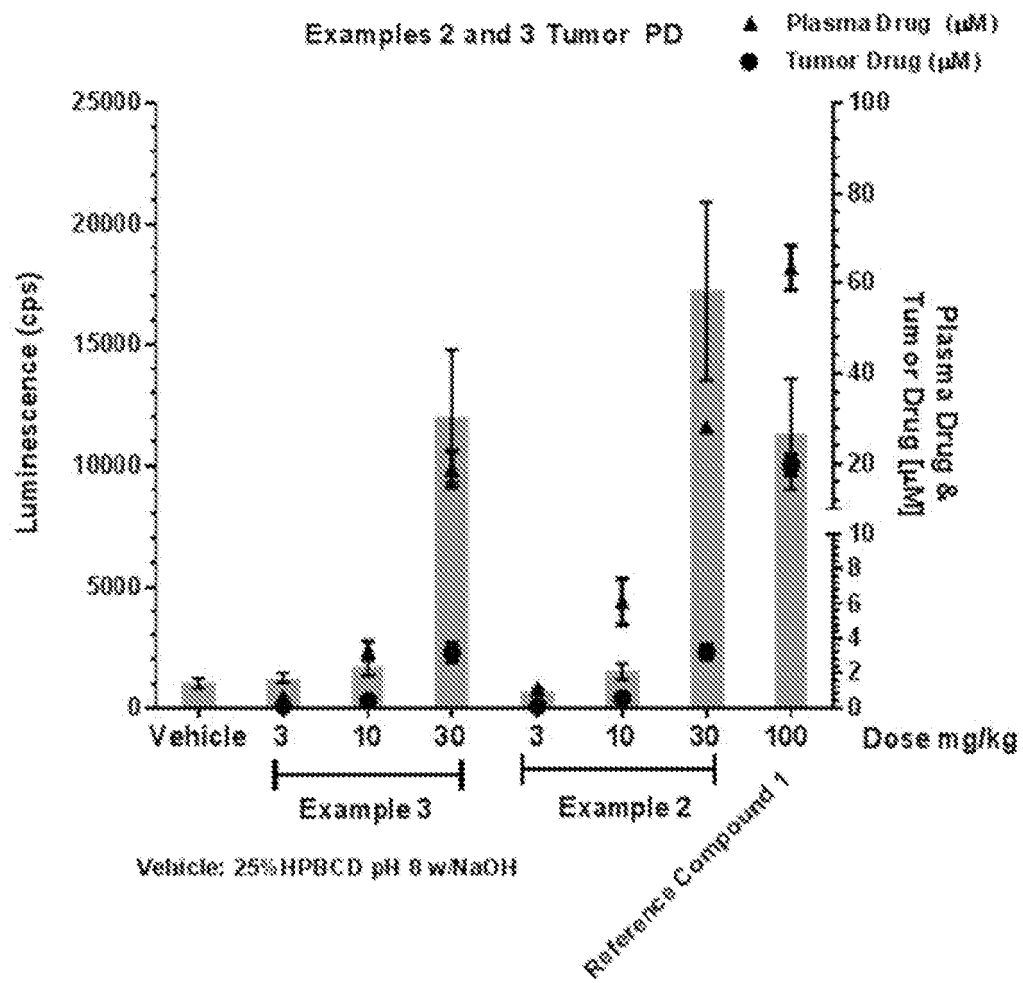 Examples 2 and 3 Tumor PD
Plasma Drug (µM)
Tumor Drug (µM)
Luminescence (cps)
25000
20000
15000
10000
5000
0
100
80
60
40
20
10
8
6
4
2
0
Plasma Drug &
Tumor Drug [µM]
Vehicle 3 10 30 3 10 30 100 Dose mg/kg
Example 3 Example 2
Reference Compound 1
Vehicle: 25%HPBCD pH 8 w/NaOH